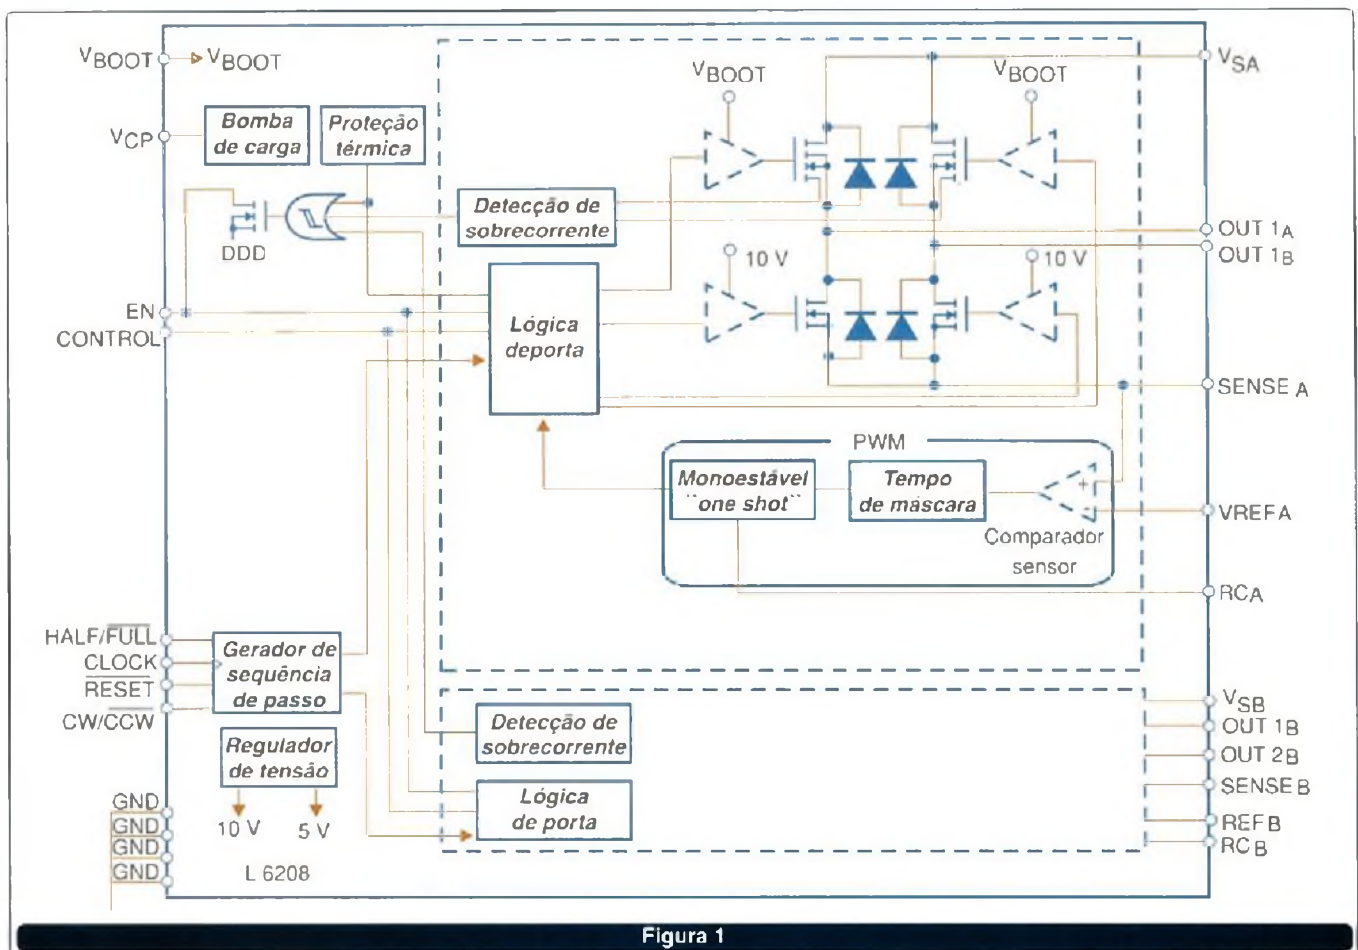 VBOOT
VBOOT
VCP
Bomba
de carga
Proteção
térmica
VBOOT
VBOOT
VSA
DDD
Detecção de
sobrecorrente
OUT 1A
OUT 1B
10 V
10 V
EN
CONTROL
Lógica
deporta
SENSE A
PWM
Monoestável
"one shot"
Tempo
de máscara
+
-
Comparador
sensor
VREFA
RCA
HALF/FULL
CLOCK
RESET
CW/CCW
Gerador de
sequência
de passo
Regulador
de tensão
10 V
5 V
Detecção de
sobrecorrente
Lógica
de porta
VSB
OUT 1B
OUT 2B
SENSE B
REF B
RC B
GND
GND
GND
GND
L 6208
Figura 1